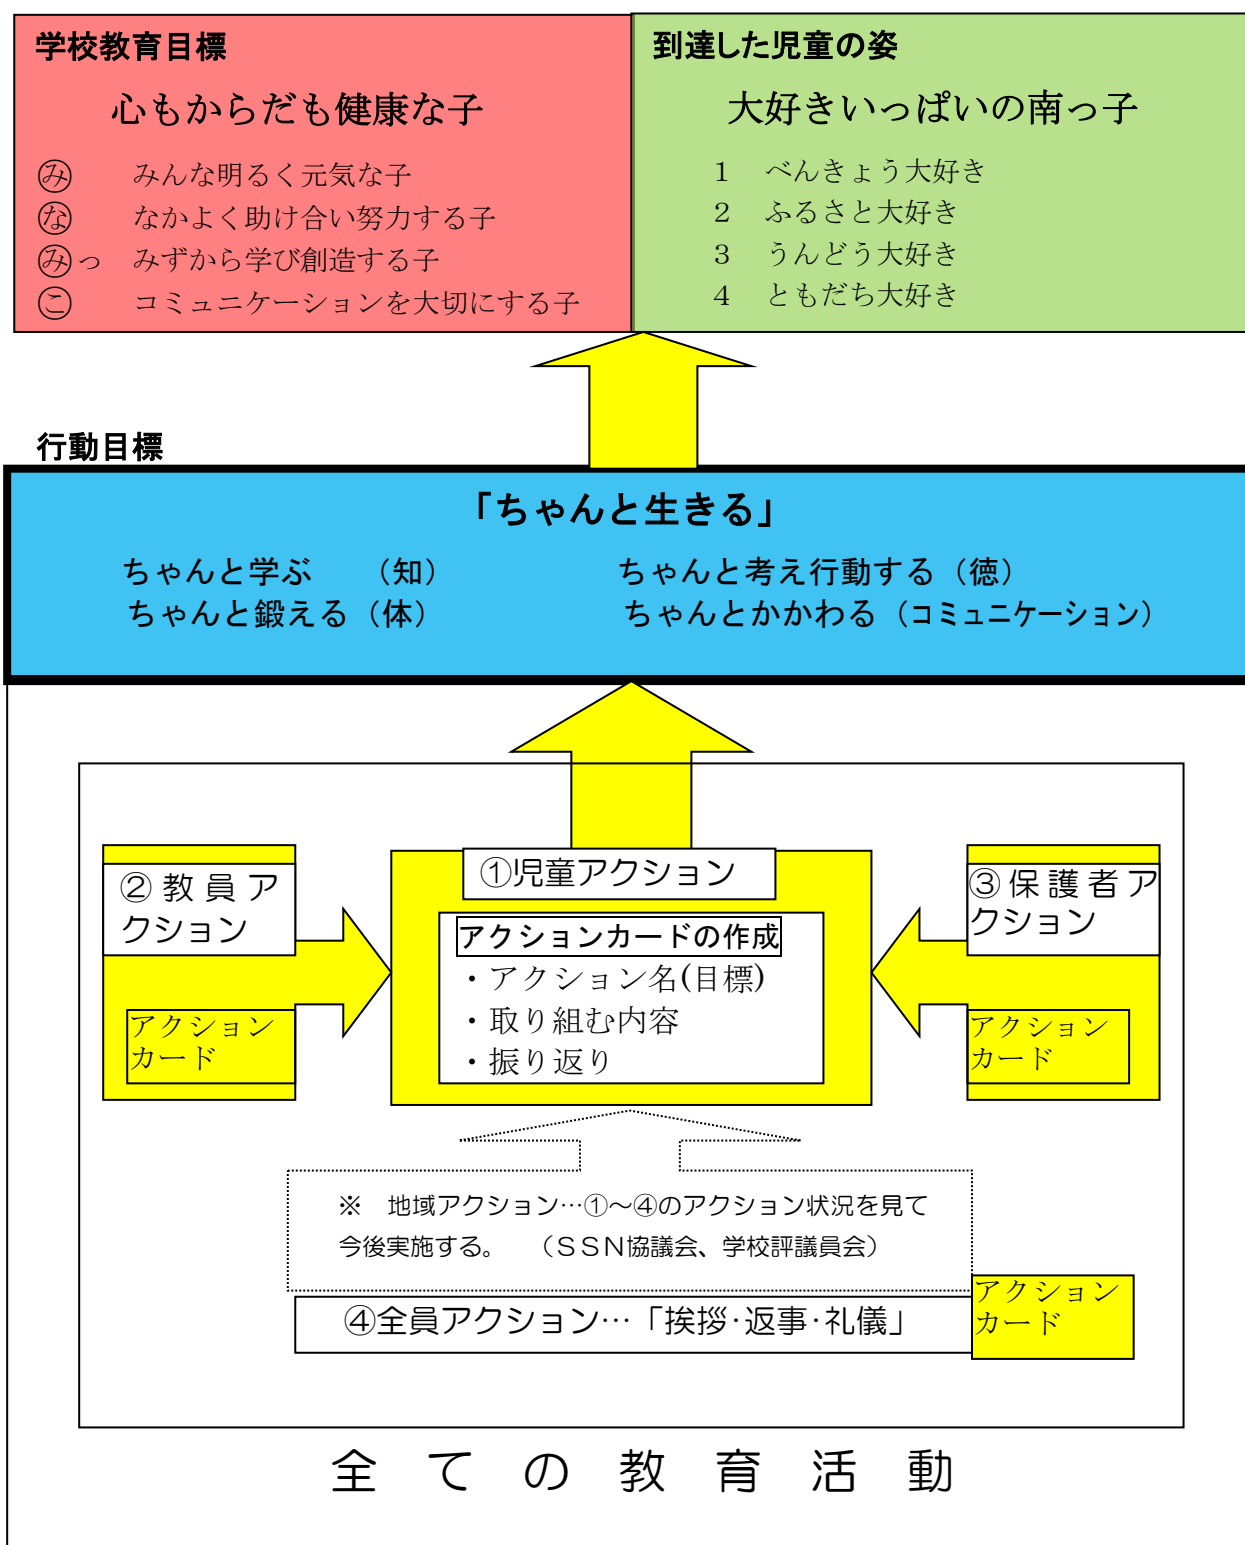 学校教育目標
心もからだも健康な子
㋯ みんな明るく元気な子
㋤ なかよく助け合い努力する子
㋯っ みずから学び創造する子
㋙ コミュニケーションを大切にする子
到達した児童の姿
大好きいっぱいの南っ子
1 べんきょう大好き
2 ふるさと大好き
3 うんどう大好き
4 ともだち大好き
行動目標
「ちゃんと生きる」
ちゃんと学ぶ (知) ちゃんと考え行動する(徳)
ちゃんと鍛える(体) ちゃんとかかわる(コミュニケーション)
②教員ア
クション
アクション
カード
①児童アクション
アクションカードの作成
・アクション名(目標)
・取り組む内容
・振り返り
③保護者ア
クション
アクション
カード
※ 地域アクション…①~④のアクション状況を見て
今後実施する。 (SSN協議会、学校評議員会)
④全員アクション…「挨拶・返事・礼儀」
アクション
カード
全ての教育活動